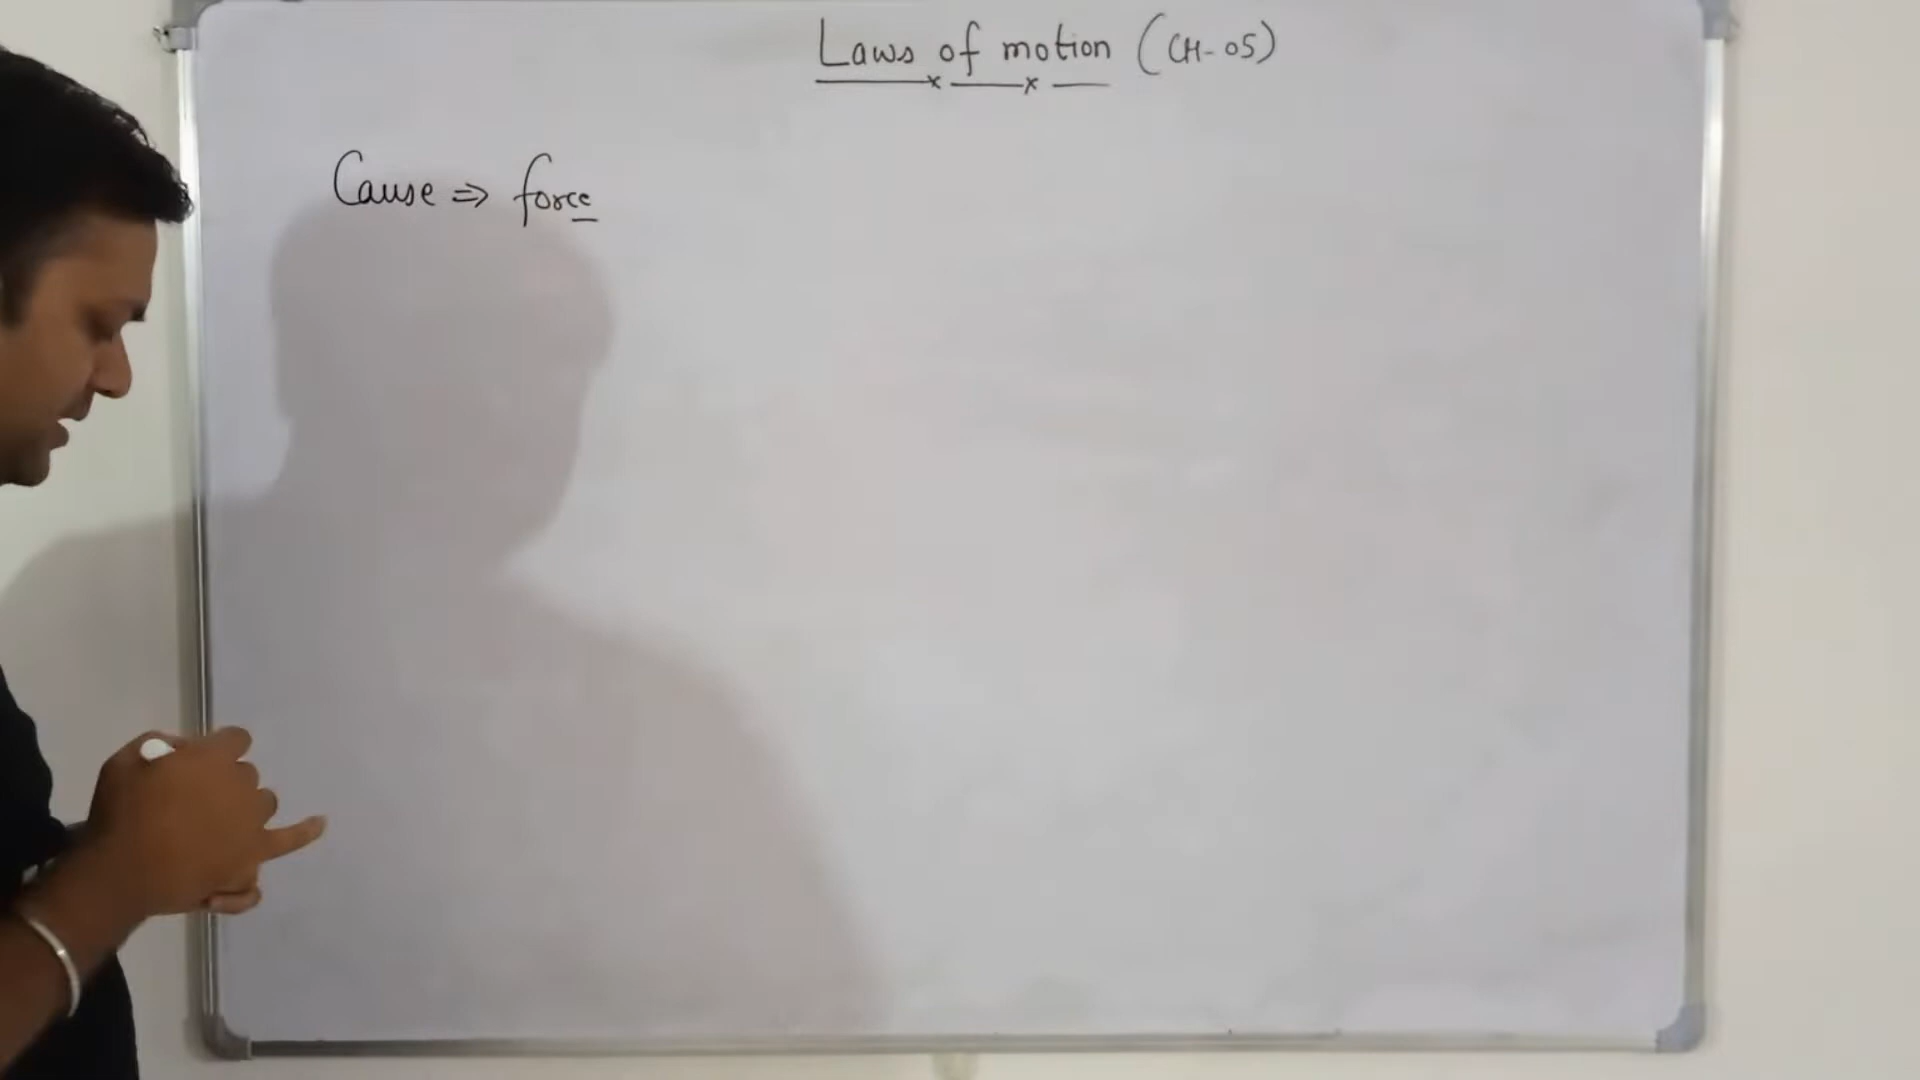 Laws of motion (CH-05)
Cause ⇒ force